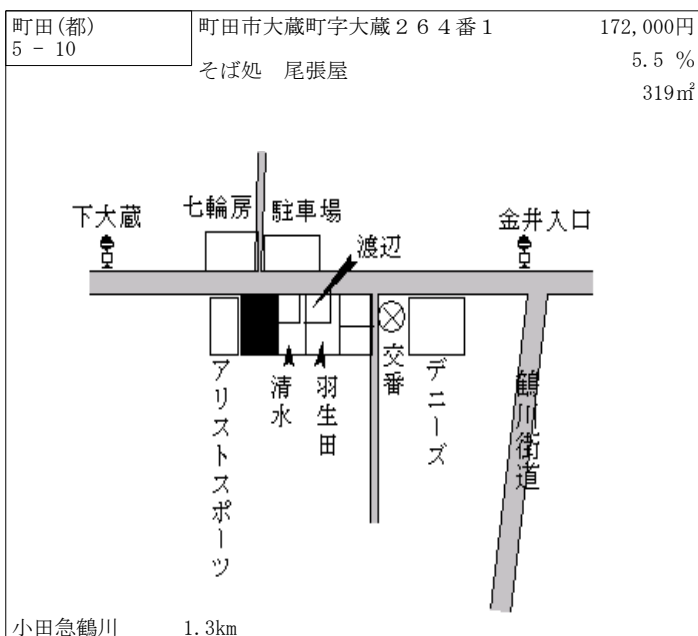 町田(都)
5 - 10
町田市大蔵町字大蔵２６４番1
172,000円
そば処　尾張屋
5.5 %
319㎡
下大蔵
七輪房
駐車場
渡辺
金井入口
アリストスポーツ
清水
羽生田
交番
デニーズ
鶴川街道
小田急鶴川
1.3km